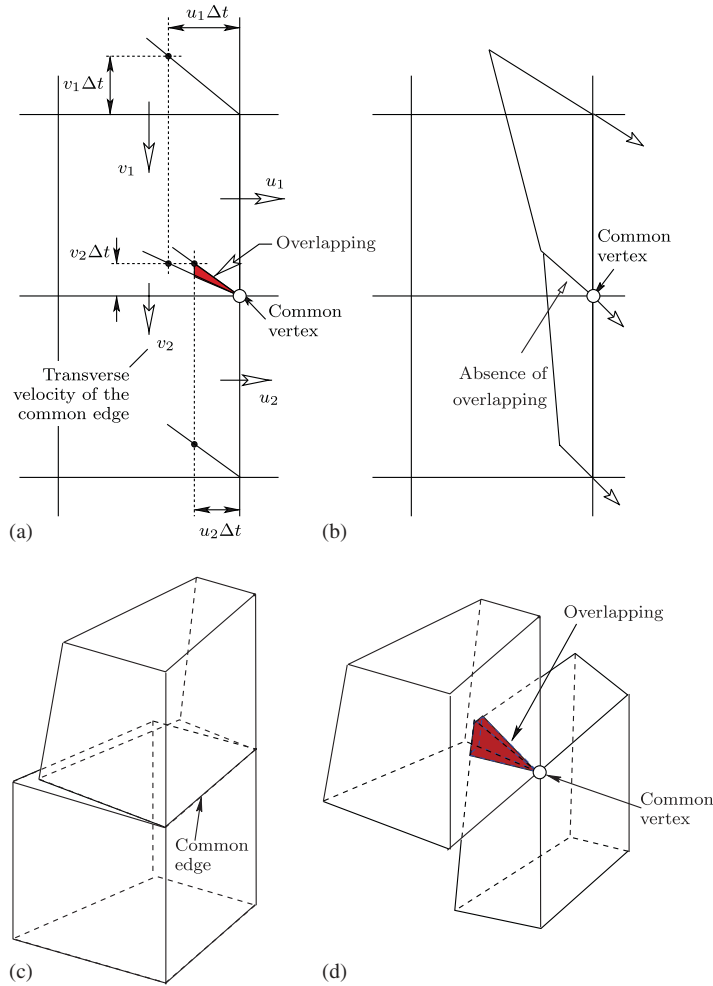 u₁Δt
v₁Δt
v₁
u₁
v₂Δt
Overlapping
Common
vertex
v₂
Transverse
velocity of the
common edge
u₂
u₂Δt
(a)
Common
vertex
Absence of
overlapping
(b)
Common
edge
(c)
Overlapping
Common
vertex
(d)